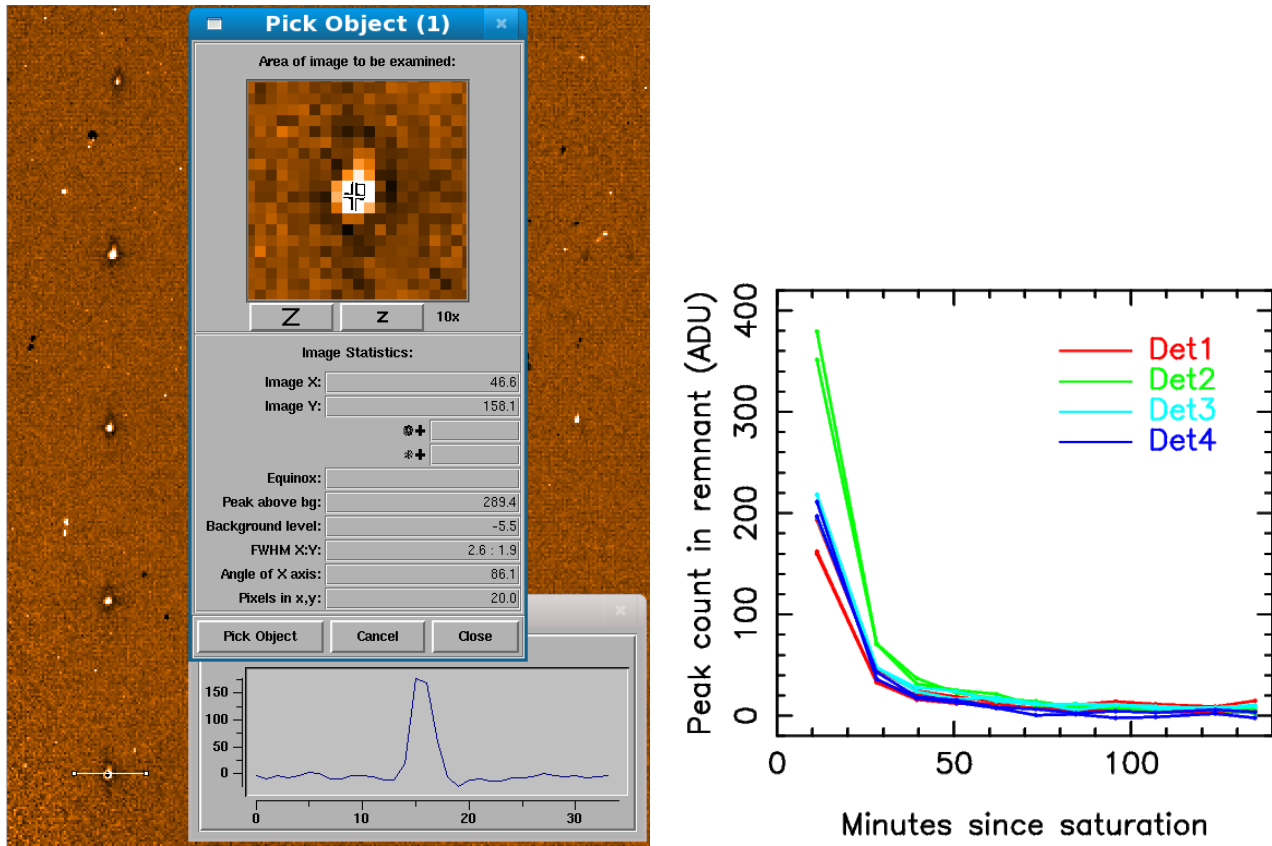 Pick Object (1)
Area of image to be examined:
Z z 10x
Image Statistics:
Image X: 46.6
Image Y: 158.1
Equinox:
Peak above bg: 289.4
Background level: -5.5
FWHM X:Y: 2.6 : 1.9
Angle of X axis: 86.1
Pixels in x,y: 20.0
Pick Object Cancel Close
150
100
50
0
0 10 20 30
Peak count in remnant (ADU)
400
300
200
100
0
Det1
Det2
Det3
Det4
0 50 100
Minutes since saturation